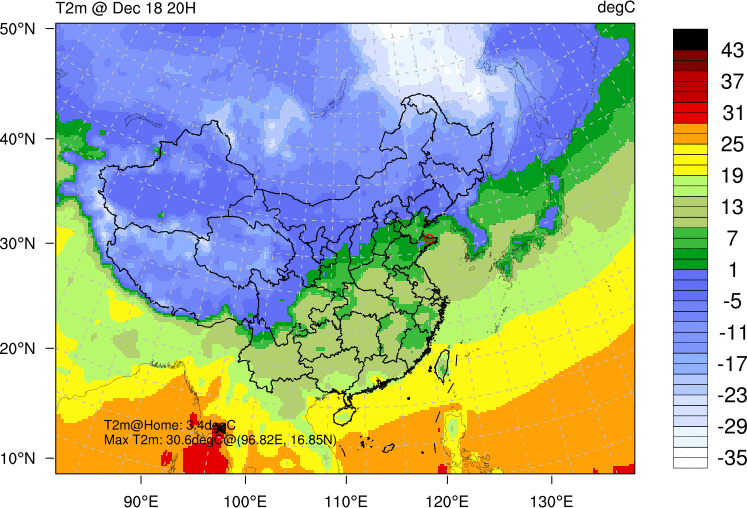 T2m @ Dec 18 20H
degC
50°N
40°N
30°N
20°N
10°N
90°E
100°E
110°E
120°E
130°E
T2m@Home: 3.4degC
Max T2m: 30.6degC@(96.82E, 16.85N)
43
37
31
25
19
13
7
1
-5
-11
-17
-23
-29
-35